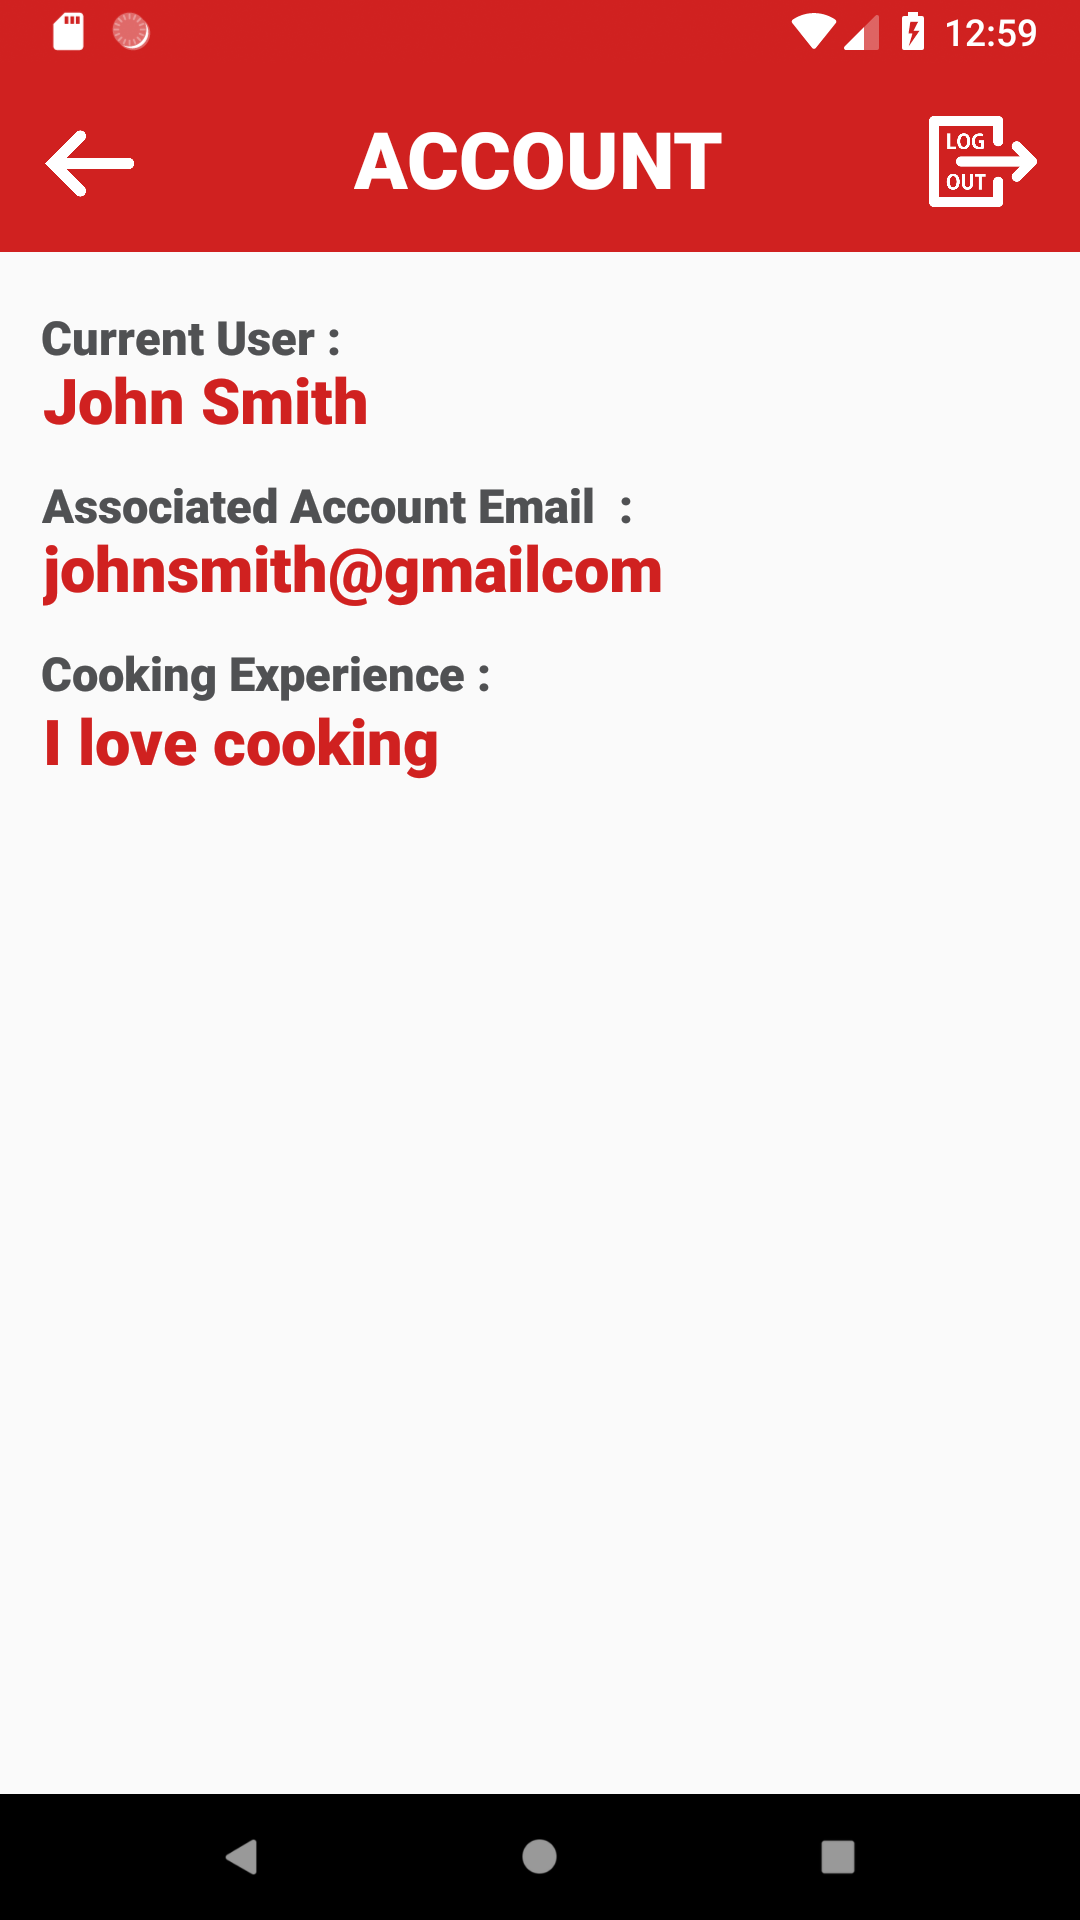 12:59
ACCOUNT
LOG
OUT
Current User :
John Smith
Associated Account Email  :
johnsmith@gmailcom
Cooking Experience :
I love cooking